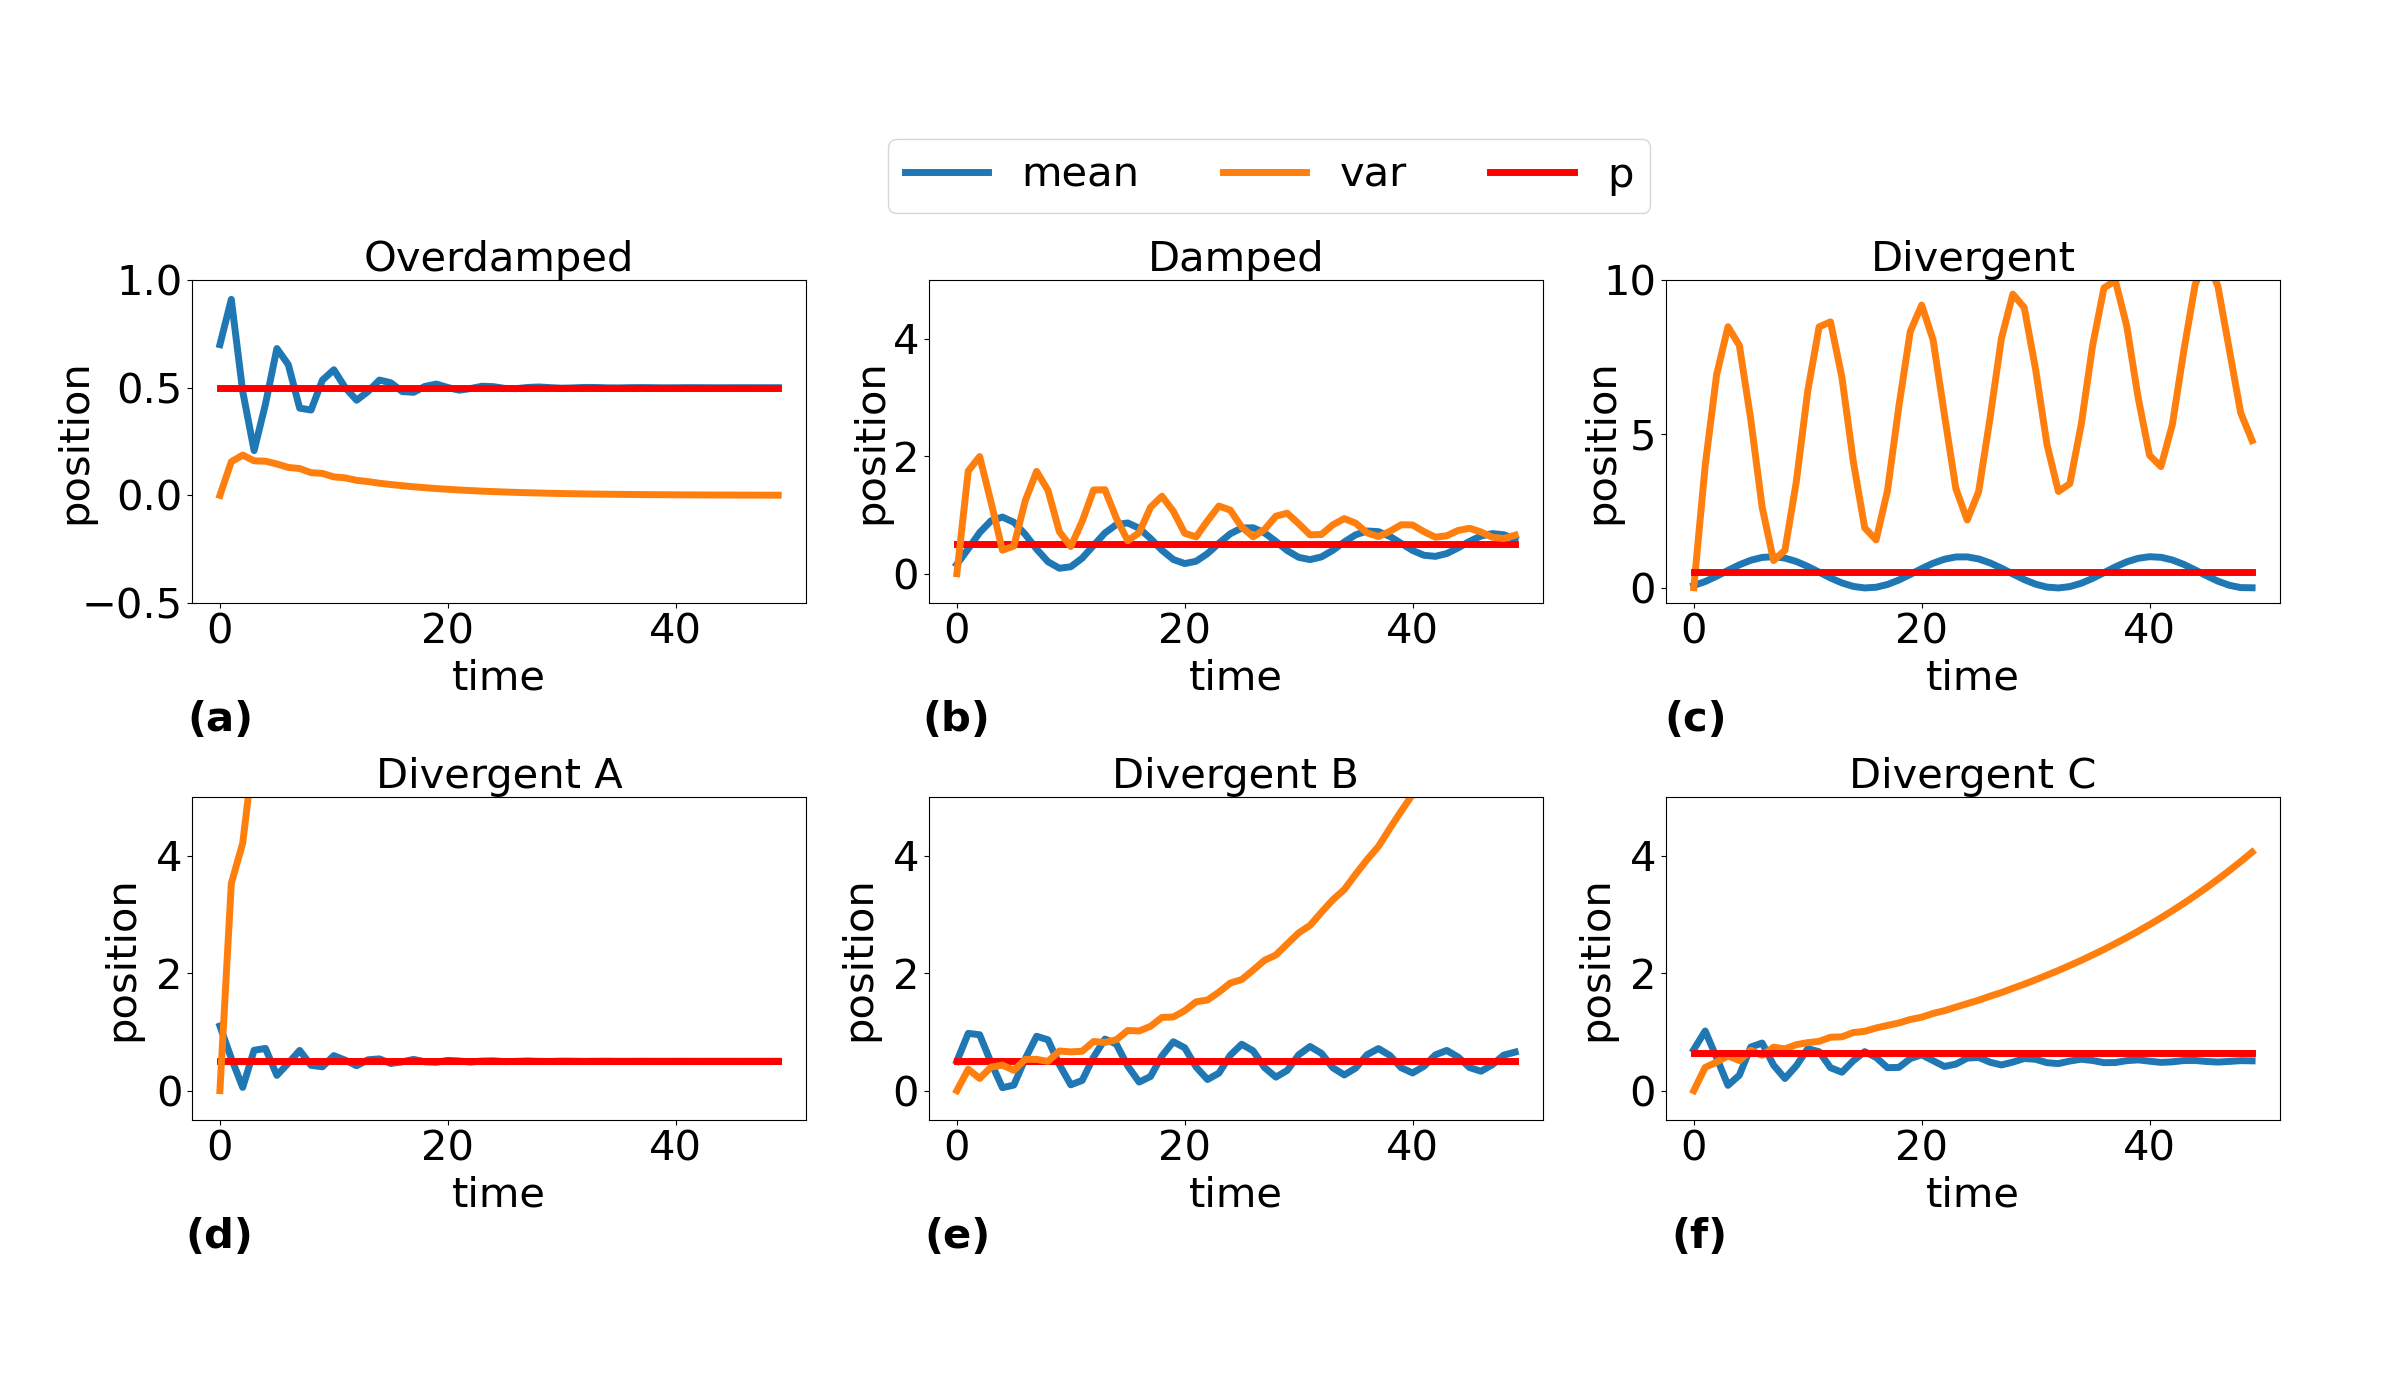 mean var p
Overdamped Damped Divergent
1.0
0.5
0.0
−0.5
0 20 40
time
position
(a)
4
2
0
0 20 40
time
position
(b)
10
5
0
0 20 40
time
position
(c)
Divergent A Divergent B Divergent C
4
2
0
0 20 40
time
position
(d)
4
2
0
0 20 40
time
position
(e)
4
2
0
0 20 40
time
position
(f)